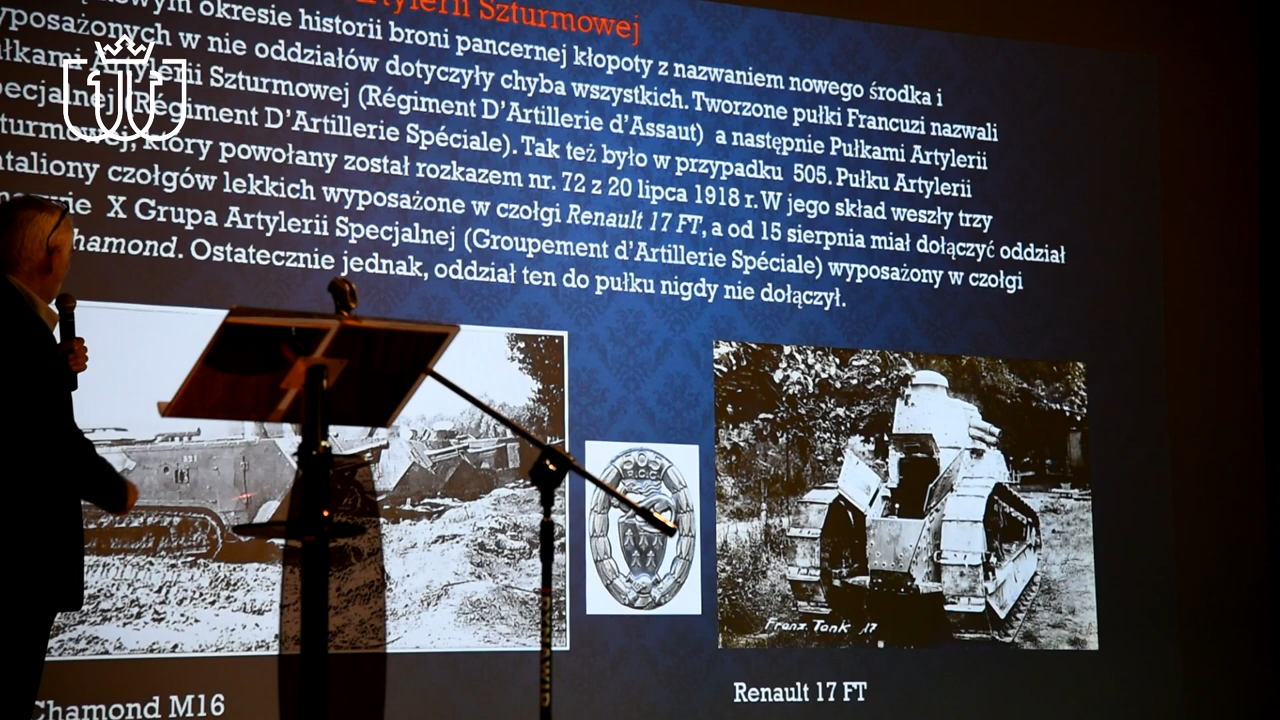 Artylerii Szturmowej
okresie historii broni pancernej kłopoty z nazwaniem nowego środka i
wyposażonych w nie oddziałów dotyczyły chyba wszystkich. Tworzone pułki Francuzi nazwali
Pułkami Artylerii Szturmowej (Régiment D’Artillerie d’Assaut) a następnie Pułkami Artylerii
Specjalnej (Régiment D’Artillerie Spéciale). Tak też było w przypadku 505. Pułku Artylerii
Szturmowej, który powołany został rozkazem nr. 72 z 20 lipca 1918 r. W jego skład weszły trzy
bataliony czołgów lekkich wyposażone w czołgi Renault 17 FT, a od 15 sierpnia miał dołączyć oddział
X Grupa Artylerii Specjalnej (Groupement d’Artillerie Spéciale) wyposażony w czołgi
Chamond. Ostatecznie jednak, oddział ten do pułku nigdy nie dołączył.
Franz. Tank 17
Chamond M16
Renault 17 FT